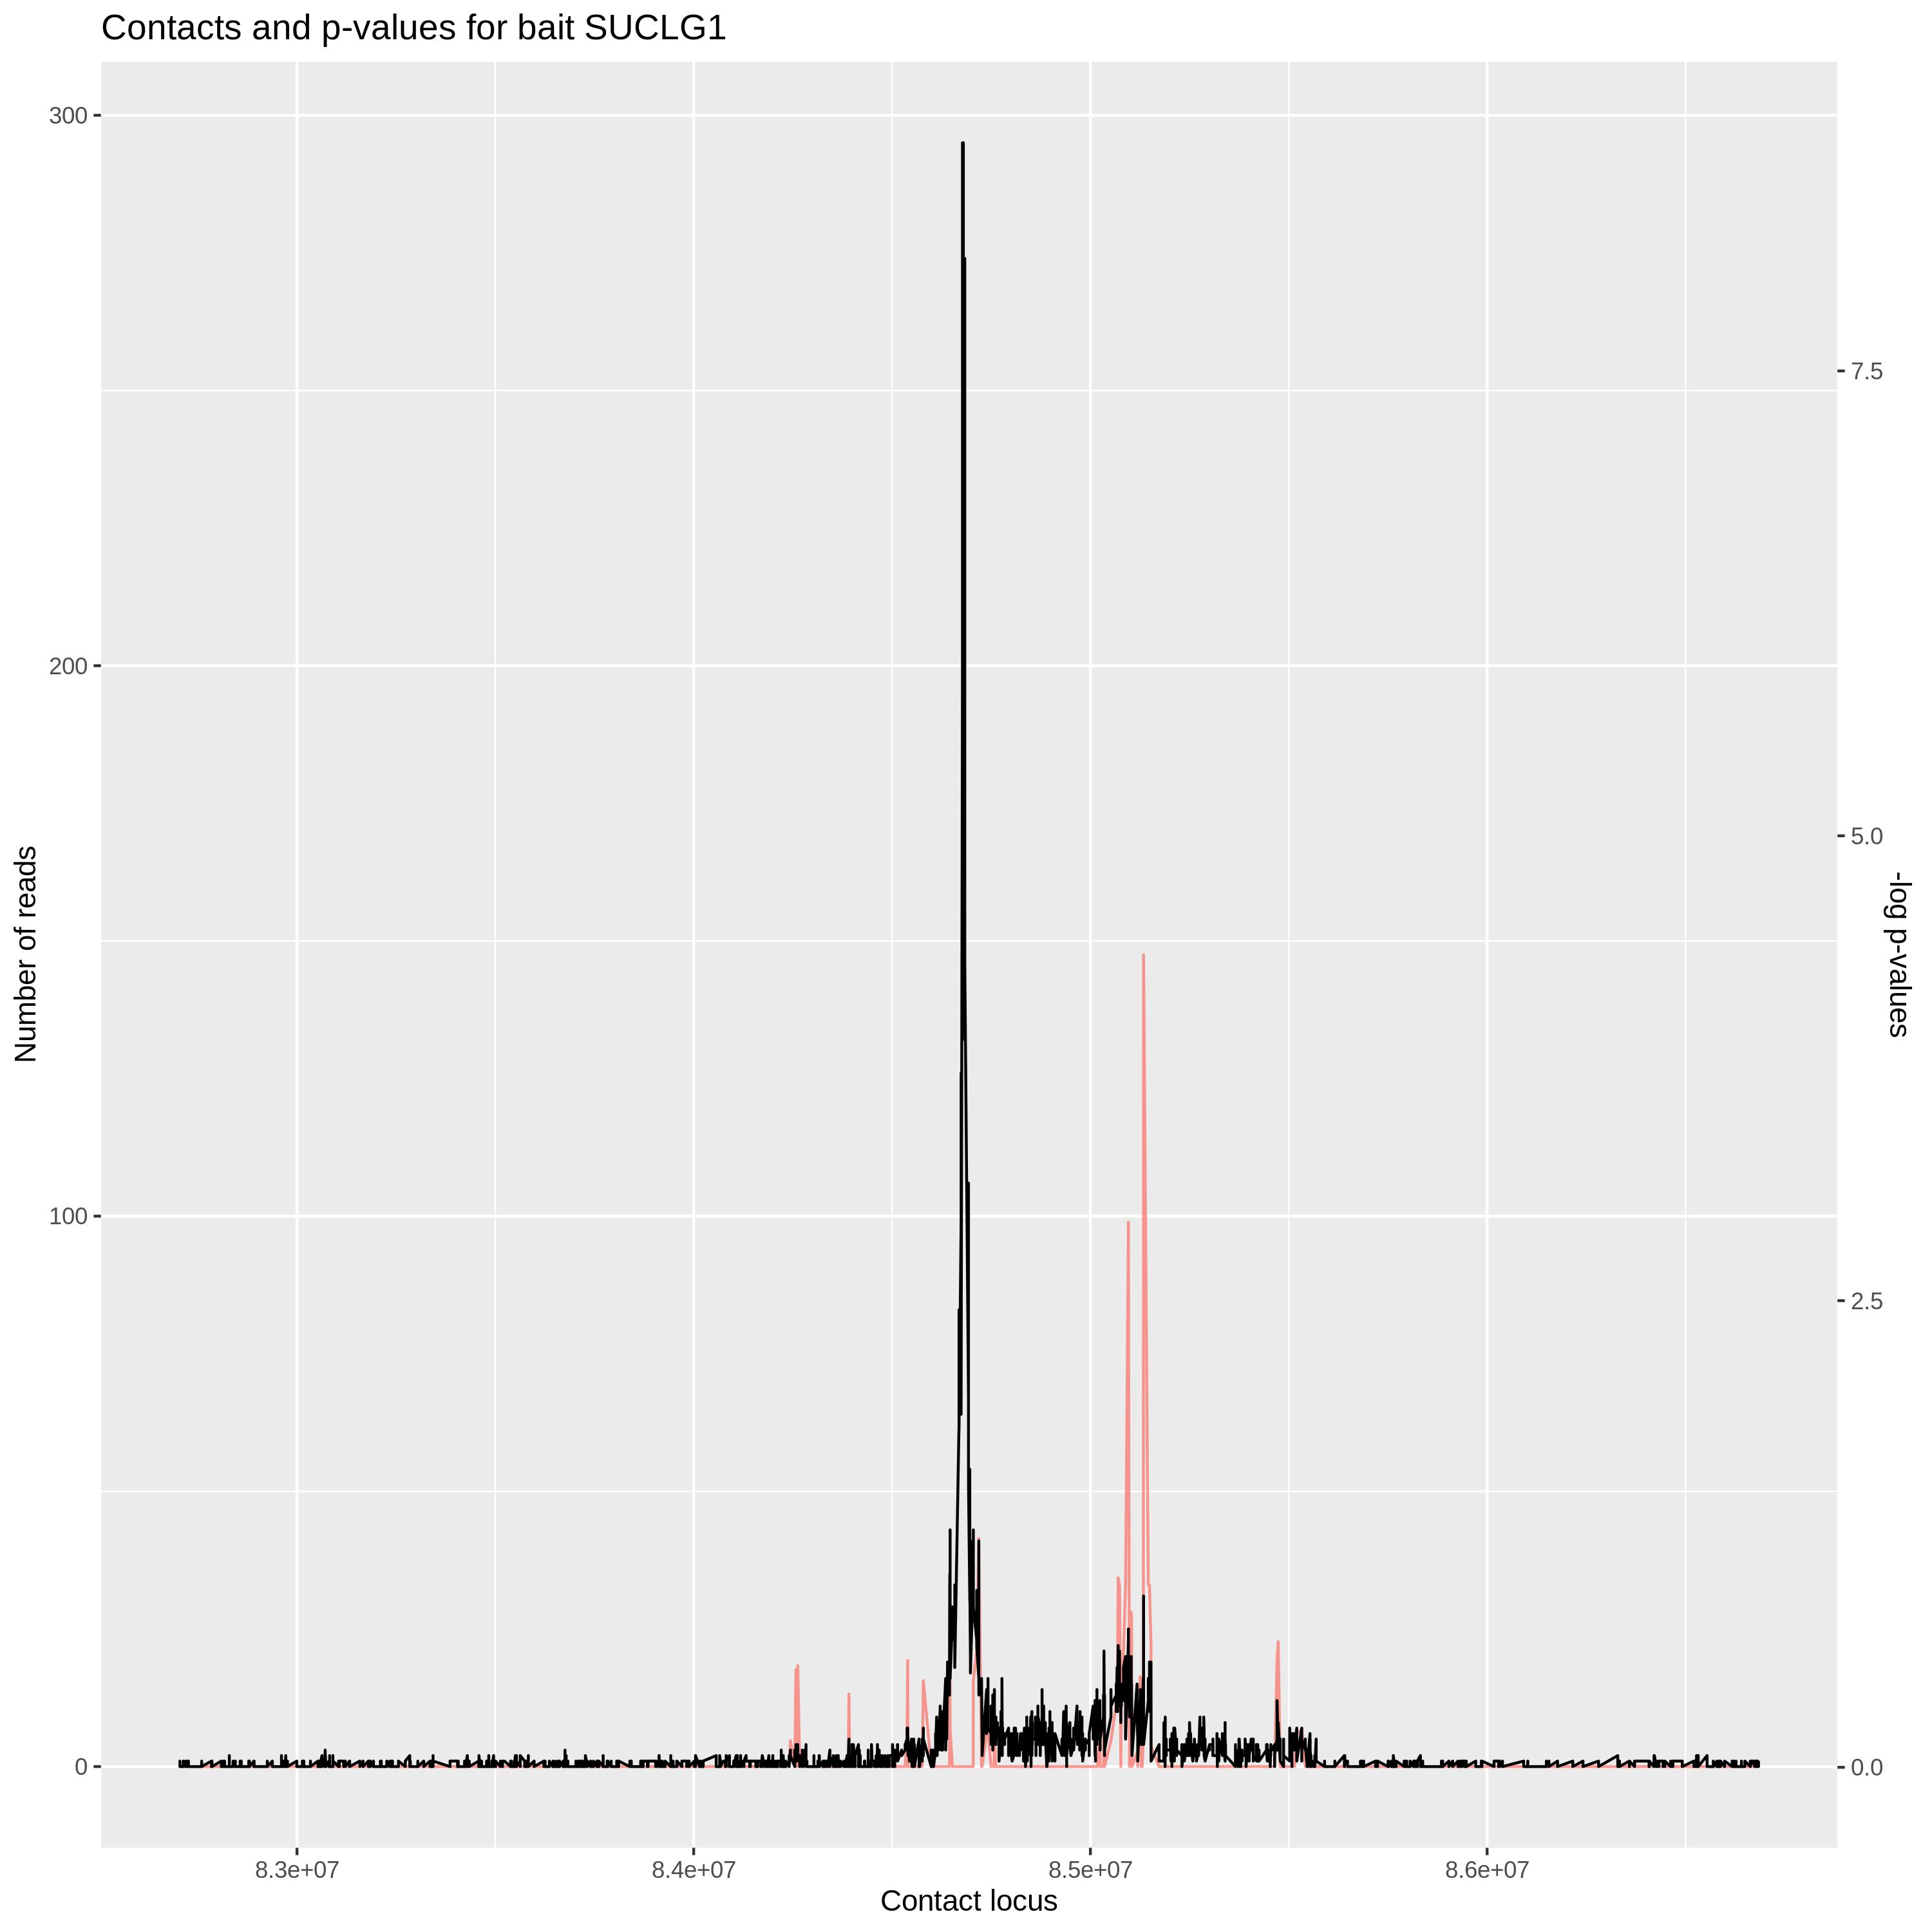 Contacts and p-values for bait SUCLG1
300
200
100
0
Number of reads
7.5
5.0
2.5
0.0
-log p-values
8.3e+07
8.4e+07
8.5e+07
8.6e+07
Contact locus